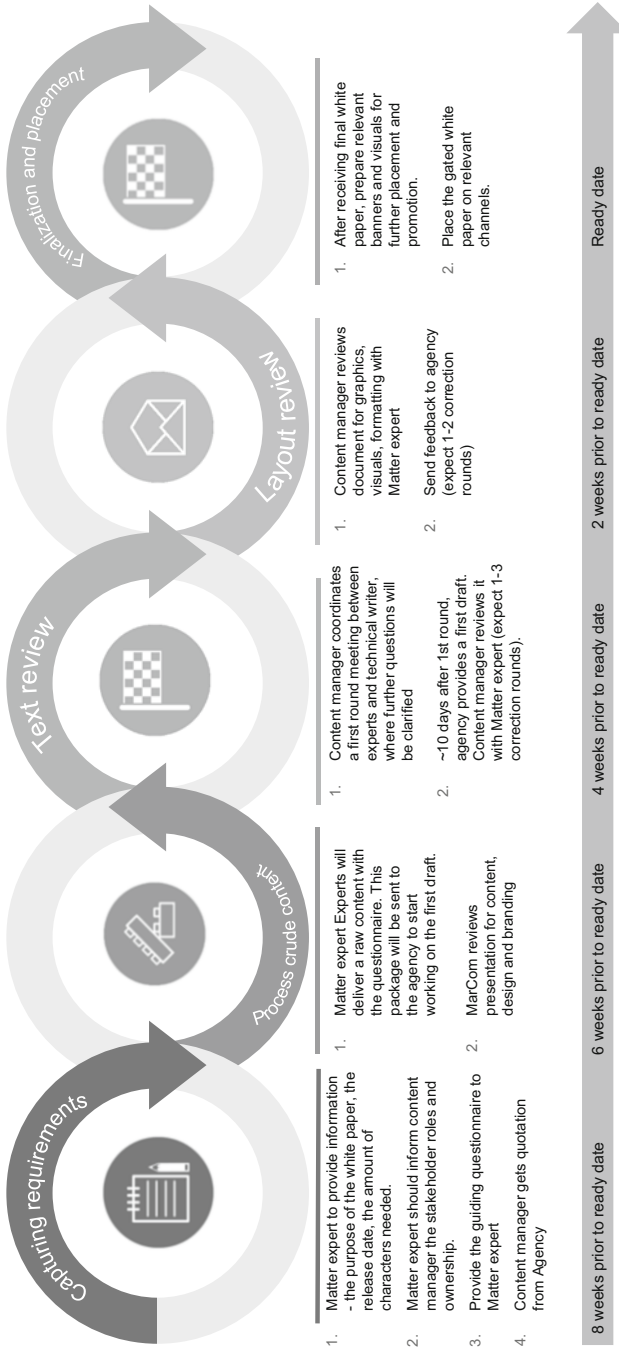 Capturing requirements
1. Matter expert to provide information
- the purpose of the white paper, the
release date, the amount of
characters needed.
2. Matter expert should inform content
manager the stakeholder roles and
ownership.
3. Provide the guiding questionnaire to
Matter expert
4. Content manager gets quotation
from Agency
8 weeks prior to ready date
Process crude content
1. Matter expert Experts will
deliver a raw content with
the questionnaire. This
package will be sent to
the agency to start
working on the first draft.
2. MarCom reviews
presentation for content,
design and branding
6 weeks prior to ready date
Text review
1. Content manager coordinates
a first round meeting between
experts and technical writer,
where further questions will
be clarified
2. ~10 days after 1st round,
agency provides a first draft.
Content manager reviews it
with Matter expert (expect 1-3
correction rounds).
4 weeks prior to ready date
Layout review
1. Content manager reviews
document for graphics,
visuals, formatting with
Matter expert
2. Send feedback to agency
(expect 1-2 correction
rounds)
2 weeks prior to ready date
Finalization and placement
1. After receiving final white
paper, prepare relevant
banners and visuals for
further placement and
promotion.
2. Place the gated white
paper on relevant
channels.
Ready date